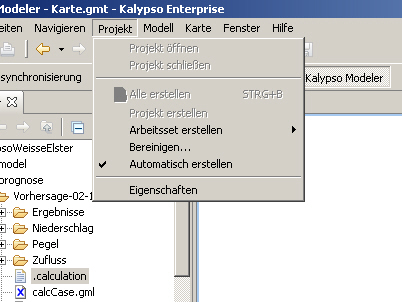 Modeler - Karte.gmt - Kalypso Enterprise
eiten Navigieren Projekt Modell Karte Fenster Hilfe
Projekt öffnen
Projekt schließen
synchronisierung
Kalypso Modeler
Alle erstellen STRG+B
Projekt erstellen
Arbeitsset erstellen
Bereinigen...
Automatisch erstellen
Eigenschaften
psoWeisseElster
model
prognose
Vorhersage-02-1
Ergebnisse
Niederschlag
Pegel
Zufluss
.calculation
calcCase.gml